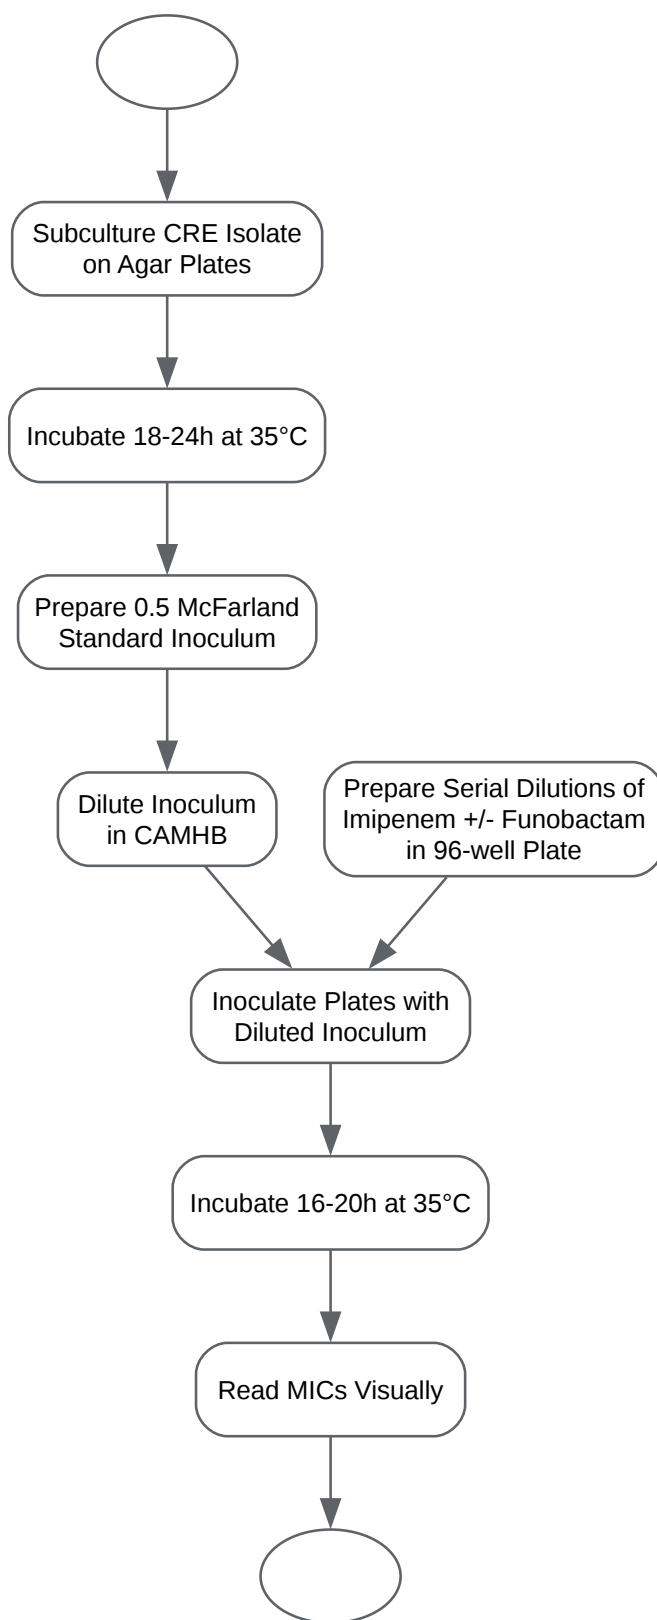 Subculture CRE Isolate
on Agar Plates
Incubate 18-24h at 35°C
Prepare 0.5 McFarland
Standard Inoculum
Dilute Inoculum
in CAMHB
Prepare Serial Dilutions of
Imipenem +/- Funobactam
in 96-well Plate
Inoculate Plates with
Diluted Inoculum
Incubate 16-20h at 35°C
Read MICs Visually